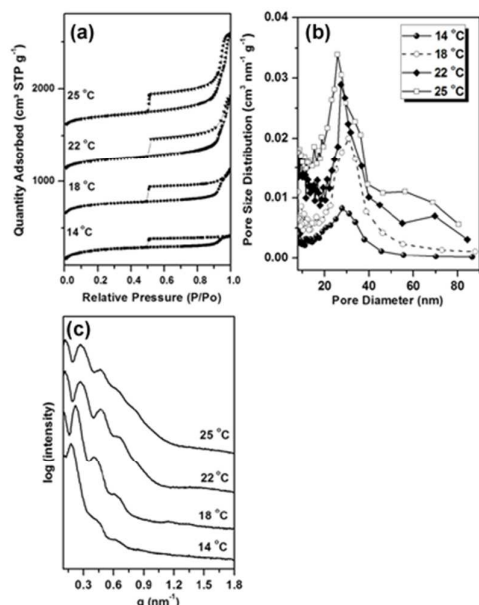 (a)
Quantity Adsorbed (cm³ STP g⁻¹)
2000
1000
25 °C
22 °C
18 °C
14 °C
0.0 0.2 0.4 0.6 0.8 1.0
Relative Pressure (P/Po)
(b)
Pore Size Distribution (cm³ nm⁻¹ g⁻¹)
0.04
0.03
0.02
0.01
0.00
14 °C
18 °C
22 °C
25 °C
20 40 60 80
Pore Diameter (nm)
(c)
log (intensity)
25 °C
22 °C
18 °C
14 °C
0.3 0.6 0.9 1.2 1.5 1.8
q (nm⁻¹)